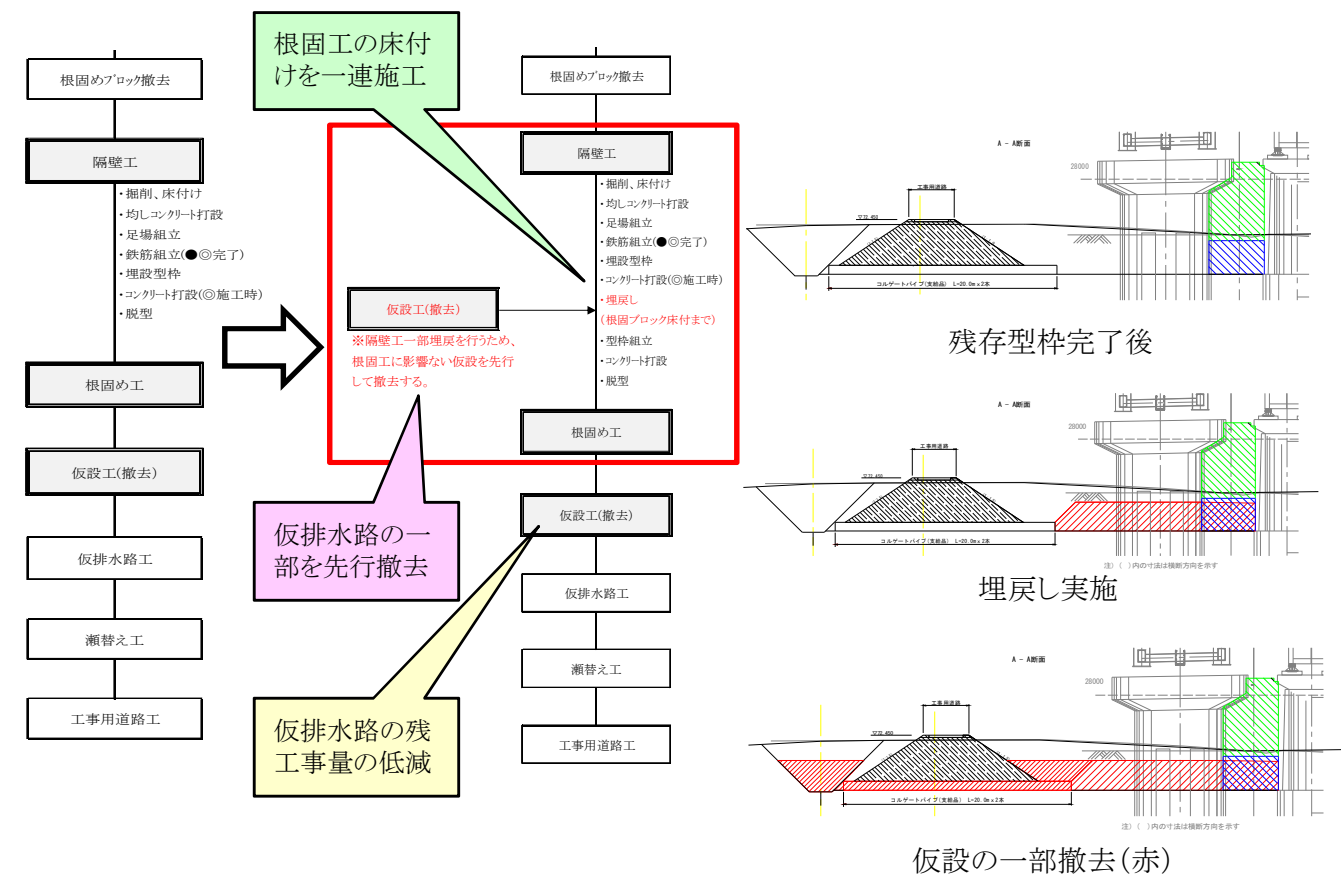 根固めブロック撤去
隔壁工
・掘削、床付け
・均しコンクリート打設
・足場組立
・鉄筋組立(●◎完了)
・埋設型枠
・コンクリート打設(◎施工時)
・脱型
根固め工
仮設工(撤去)
仮排水路工
瀬替え工
工事用道路工
根固工の床付
けを一連施工
根固めブロック撤去
隔壁工
・掘削、床付け
・均しコンクリート打設
・足場組立
・鉄筋組立(●◎完了)
・埋設型枠
・コンクリート打設(◎施工時)
・埋戻し
(根固ブロック床付まで)
・型枠組立
・コンクリート打設
・脱型
仮設工(撤去)
※隔壁工一部埋戻を行うため、
根固工に影響ない仮設を先行
して撤去する。
根固め工
仮排水路の一
部を先行撤去
仮設工(撤去)
仮排水路工
瀬替え工
仮排水路の残
工事量の低減
工事用道路工
A - A断面
28000
工事用道路
▽72.450
コルゲートパイプ(支給品) L=20.0m×2本
残存型枠完了後
A - A断面
28000
工事用道路
▽72.450
コルゲートパイプ(支給品) L=20.0m×2本
注) ( )内の寸法は横断方向を示す
埋戻し実施
A - A断面
28000
工事用道路
▽72.450
コルゲートパイプ(支給品) L=20.0m×2本
注) ( )内の寸法は横断方向を示す
仮設の一部撤去(赤)